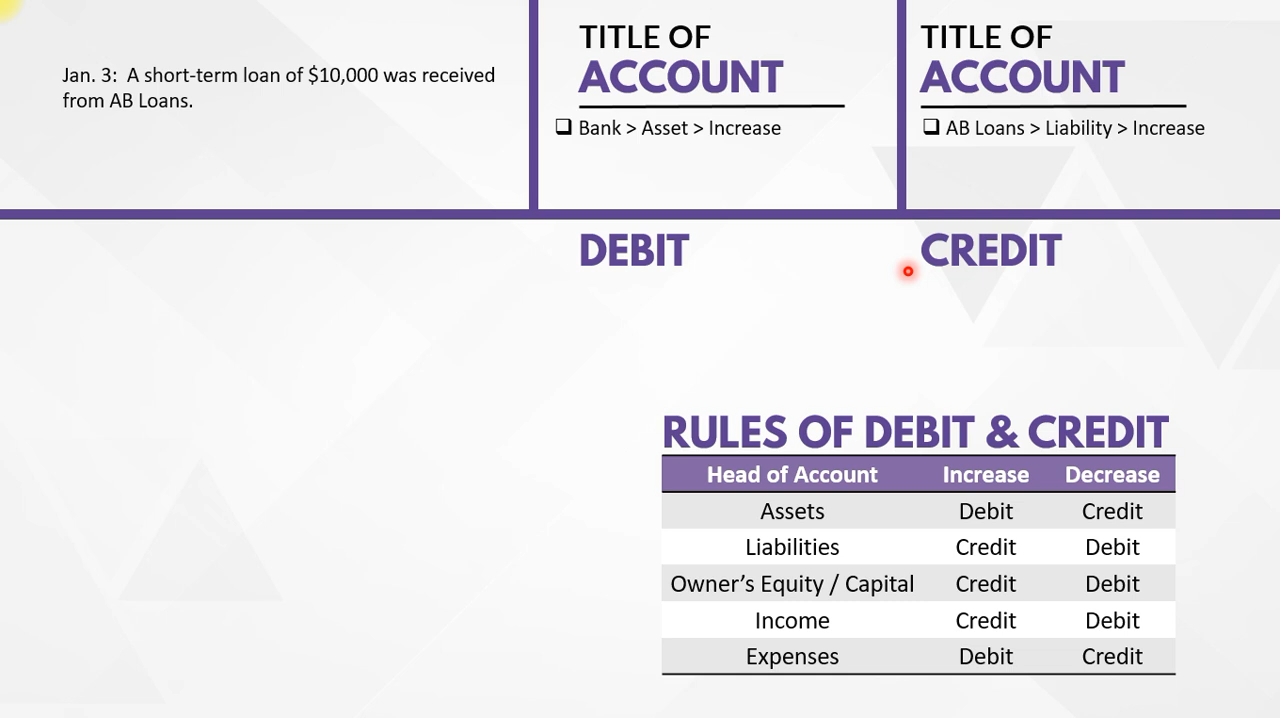 Jan. 3:  A short-term loan of $10,000 was received
from AB Loans.
TITLE OF
ACCOUNT
❑ Bank > Asset > Increase
TITLE OF
ACCOUNT
❑ AB Loans > Liability > Increase
DEBIT
CREDIT
RULES OF DEBIT & CREDIT
Head of Account Increase Decrease
Assets Debit Credit
Liabilities Credit Debit
Owner’s Equity / Capital Credit Debit
Income Credit Debit
Expenses Debit Credit